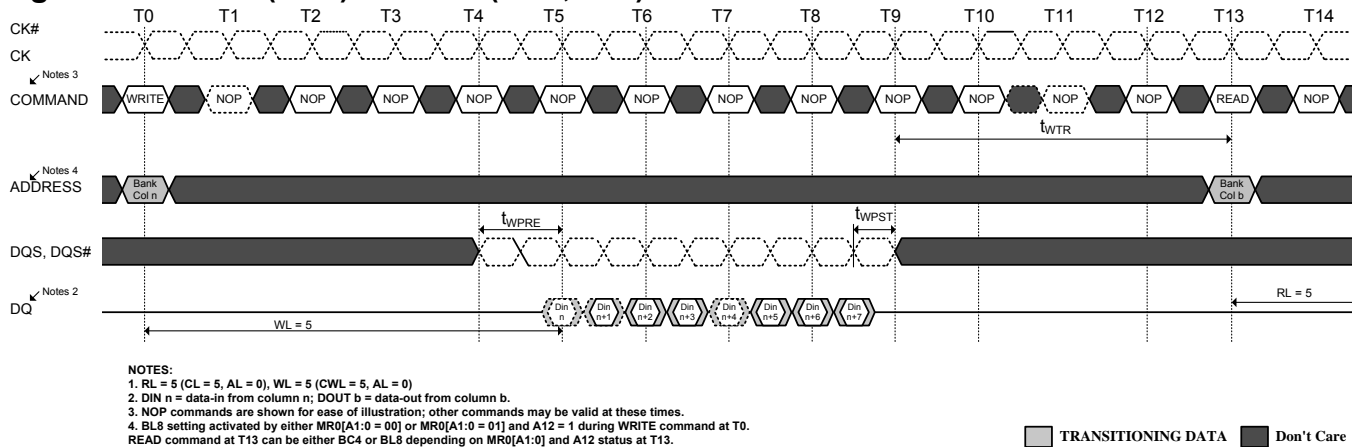 T0 T1 T2 T3 T4 T5 T6 T7 T8 T9 T10 T11 T12 T13 T14
CK#
CK
Notes 3
COMMAND WRITE NOP NOP NOP NOP NOP NOP NOP NOP NOP NOP NOP NOP READ NOP
tWTR
Notes 4
ADDRESS Bank Col n Bank Col b
tWPRE tWPST
DQS, DQS#
Notes 2
DQ Din n Din n+1 Din n+2 Din n+3 Din n+4 Din n+5 Din n+6 Din n+7 RL = 5
WL = 5
NOTES:
1. RL = 5 (CL = 5, AL = 0), WL = 5 (CWL = 5, AL = 0)
2. DIN n = data-in from column n; DOUT b = data-out from column b.
3. NOP commands are shown for ease of illustration; other commands may be valid at these times.
4. BL8 setting activated by either MR0[A1:0 = 00] or MR0[A1:0 = 01] and A12 = 1 during WRITE command at T0.
READ command at T13 can be either BC4 or BL8 depending on MR0[A1:0] and A12 status at T13.
TRANSITIONING DATA Don't Care